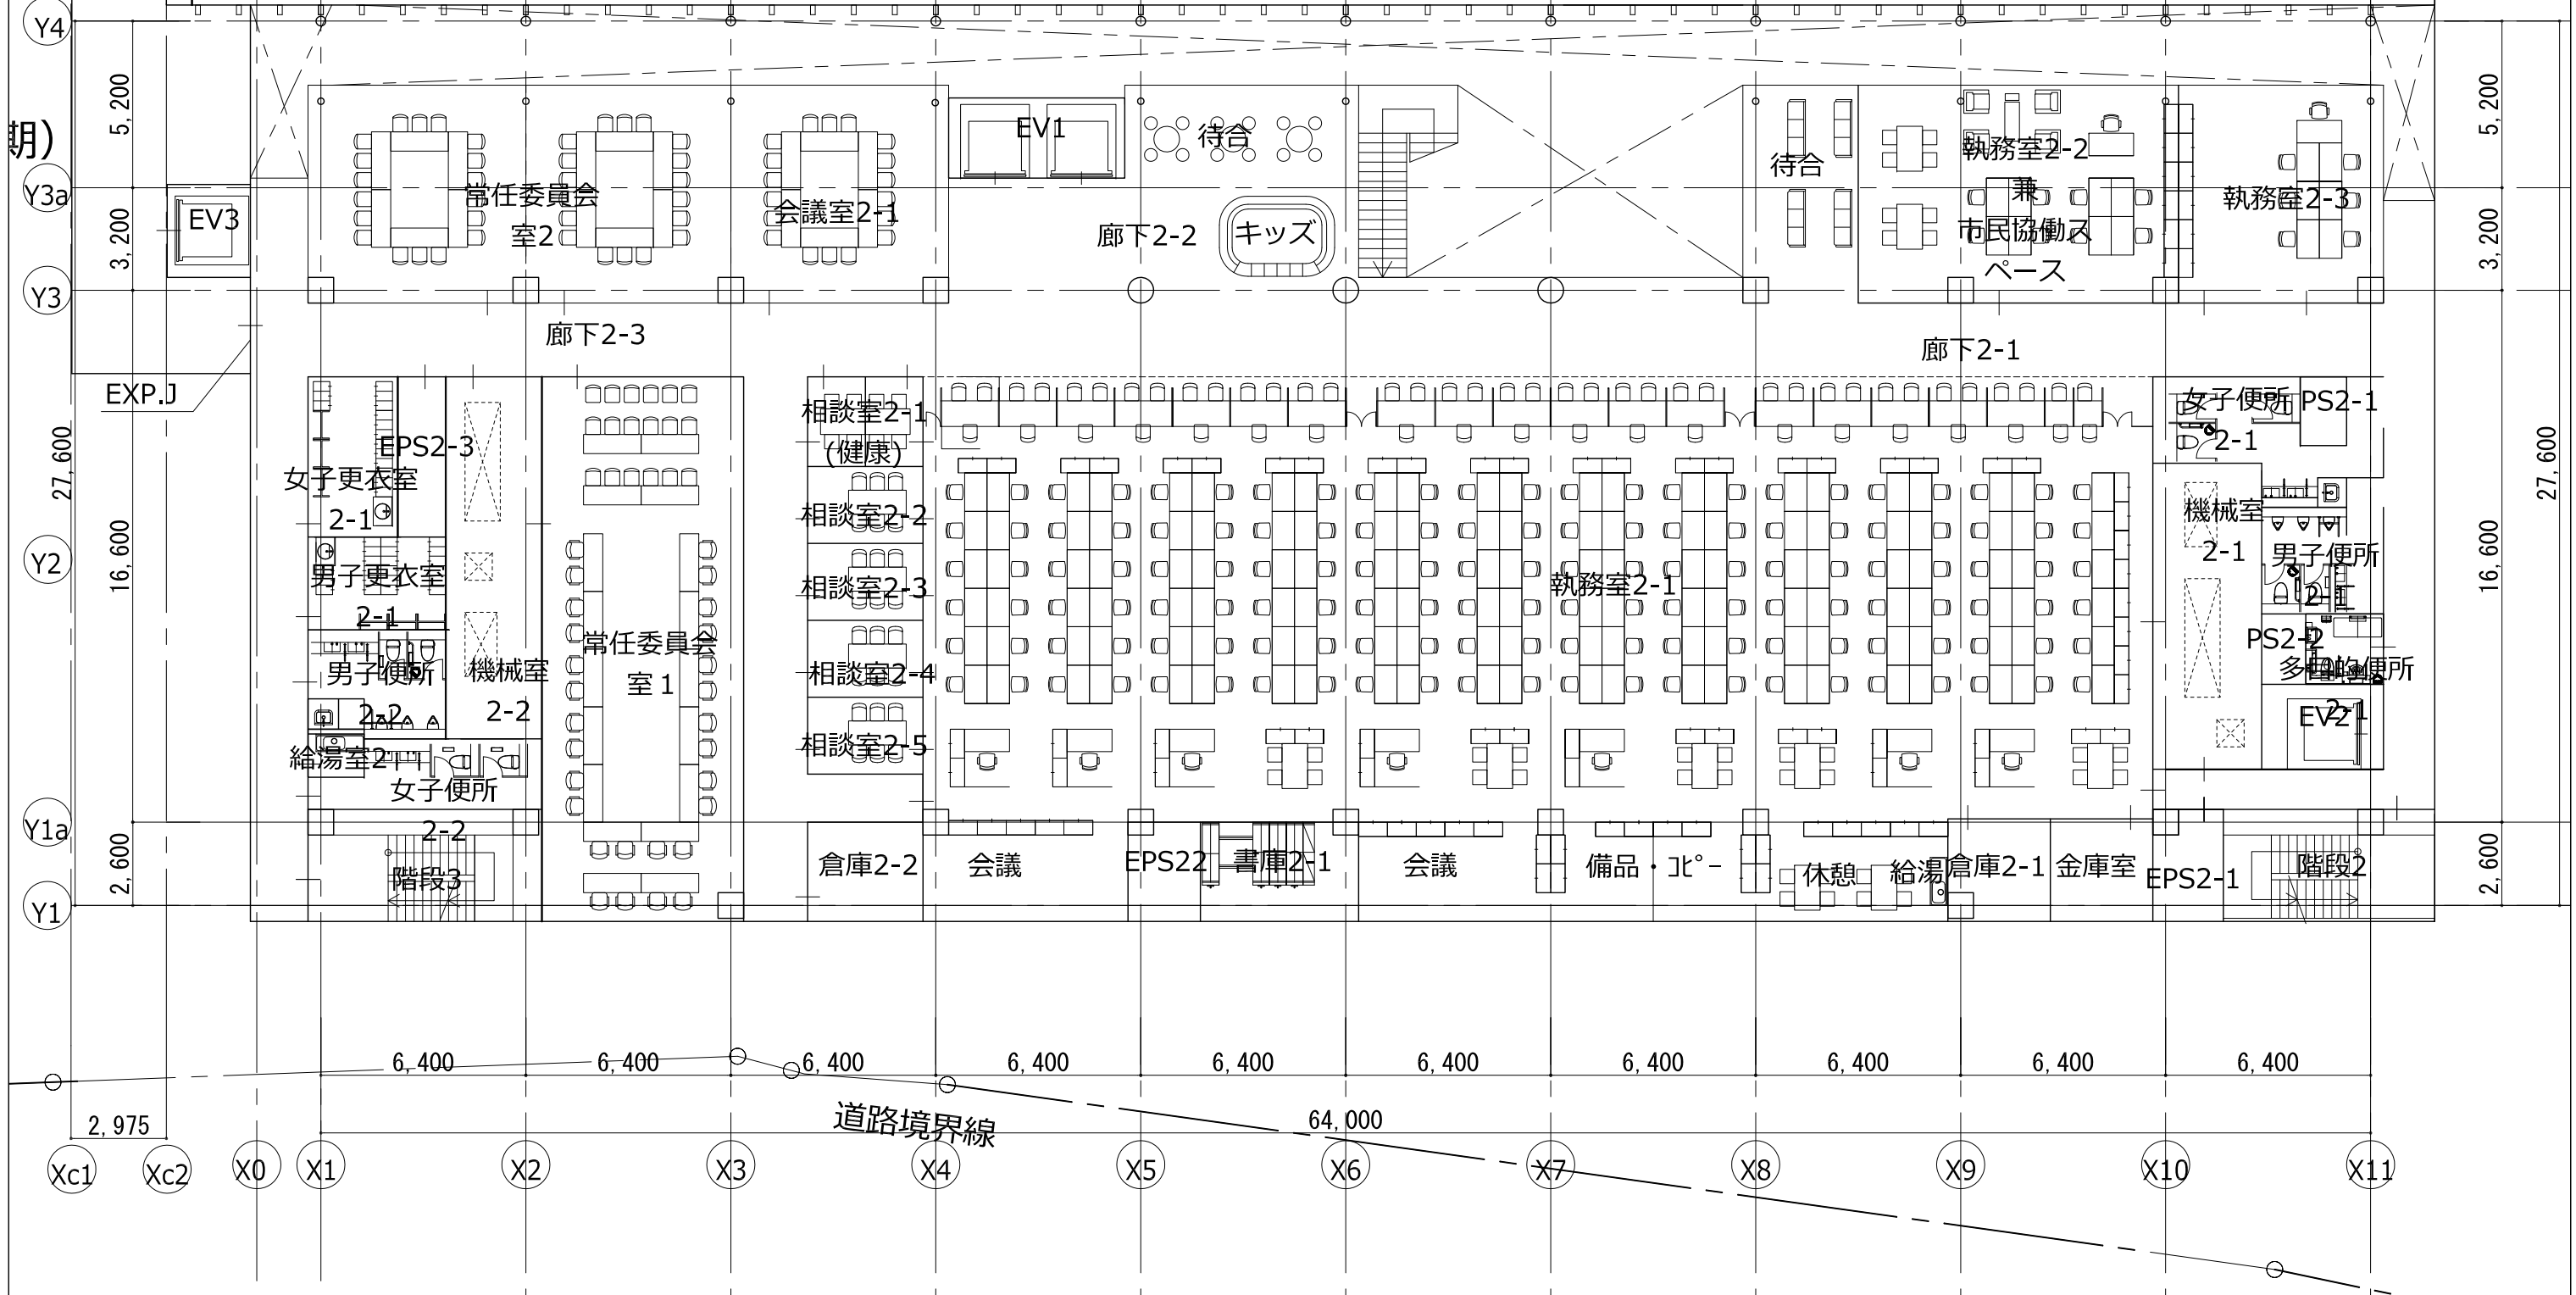 Y4
5,200
5,200
期)
EV1
待合
執務室2-2
待合
Y3a
常任委員会
兼
執務室2-3
会議室2-1
EV3
室2
廊下2-2
キッズ
市民協働ス
3,200
3,200
ペース
Y3
廊下2-3
廊下2-1
EXP.J
相談室2-1
女子便所
PS2-1
EPS2-3
(健康)
2-1
27,600
27,600
女子更衣室
2-1
相談室2-2
機械室
2-1
Y2
16,600
16,600
男子更衣室
2-1
相談室2-3
執務室2-1
男子便所
2-1
常任委員会
室1
PS2-2
男子便所
2-2
機械室
2-2
相談室2-4
多目的便所
2-1
EV2
相談室2-5
給湯室2
女子便所
2-2
Y1a
2,600
2,600
階段3
倉庫2-2
会議
EPS22
書庫2-1
会議
備品・ｺﾋﾟｰ
休憩
給湯
倉庫2-1
金庫室
EPS2-1
階段2
Y1
6,400
6,400
6,400
6,400
6,400
6,400
6,400
6,400
6,400
6,400
2,975
道路境界線
64,000
Xc1
Xc2
X0
X1
X2
X3
X4
X5
X6
X7
X8
X9
X10
X11